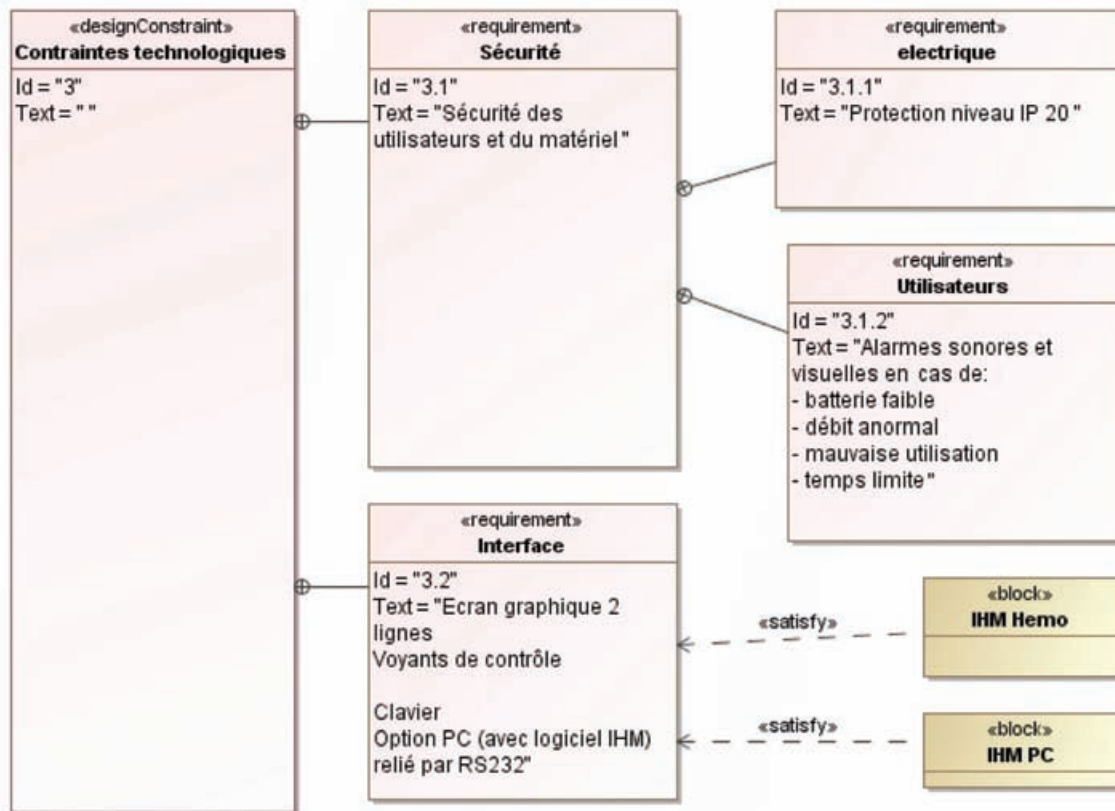 «designConstraint»
Contraintes technologiques
Id = "3"
Text = " "
«requirement»
Sécurité
Id = "3.1"
Text = "Sécurité des
utilisateurs et du matériel"
«requirement»
electrique
Id = "3.1.1"
Text = "Protection niveau IP 20 "
«requirement»
Utilisateurs
Id = "3.1.2"
Text = "Alarmes sonores et
visuelles en cas de:
- batterie faible
- débit anormal
- mauvaise utilisation
- temps limite"
«requirement»
Interface
Id = "3.2"
Text = "Ecran graphique 2
lignes
Voyants de contrôle
Clavier
Option PC (avec logiciel IHM)
relié par RS232"
«satisfy»
«block»
IHM Hemo
«satisfy»
«block»
IHM PC